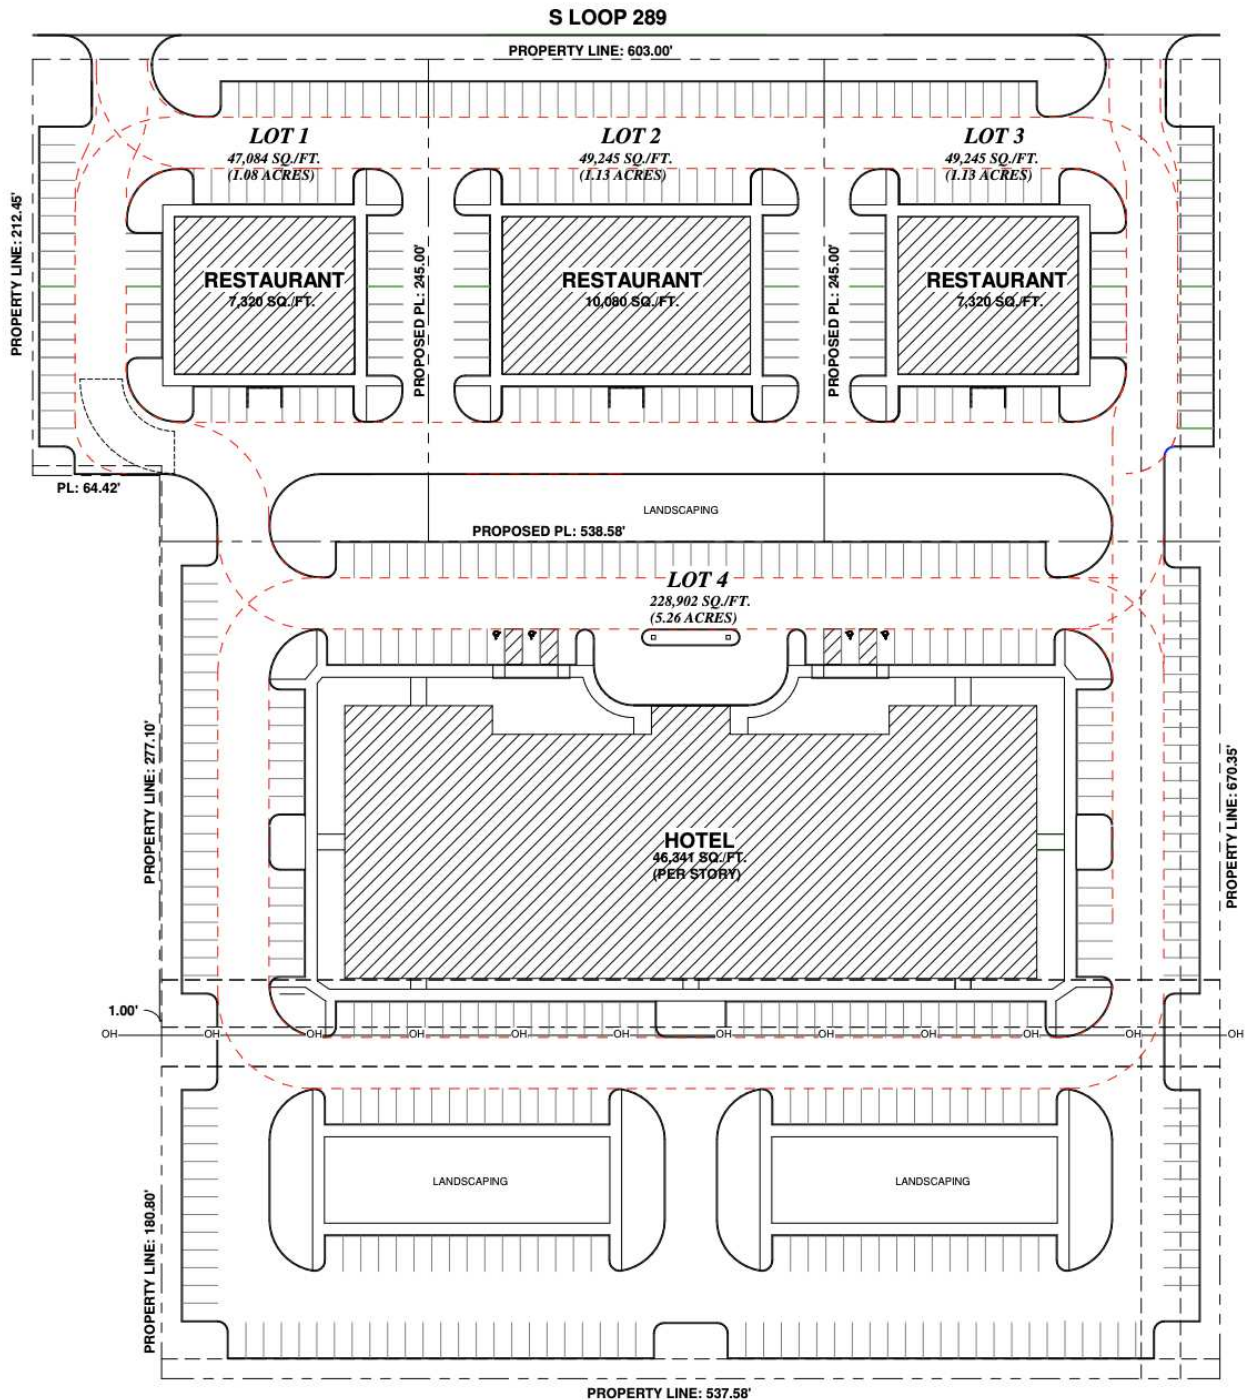 S LOOP 289
PROPERTY LINE: 603.00'
LOT 1
47,084 SQ./FT.
(1.08 ACRES)
LOT 2
49,245 SQ./FT.
(1.13 ACRES)
LOT 3
49,245 SQ./FT.
(1.13 ACRES)
PROPERTY LINE: 212.45'
RESTAURANT
7,320 SQ./FT.
PROPOSED PL: 245.00'
RESTAURANT
10,080 SQ./FT.
PROPOSED PL: 245.00'
RESTAURANT
7,320 SQ./FT.
PL: 64.42'
LANDSCAPING
PROPOSED PL: 538.58'
LOT 4
228,902 SQ./FT.
(5.26 ACRES)
PROPERTY LINE: 277.10'
HOTEL
46,341 SQ./FT.
(PER STORY)
PROPERTY LINE: 670.35'
1.00'
OH OH OH OH OH OH OH OH OH OH OH OH
LANDSCAPING
LANDSCAPING
PROPERTY LINE: 180.80'
PROPERTY LINE: 537.58'